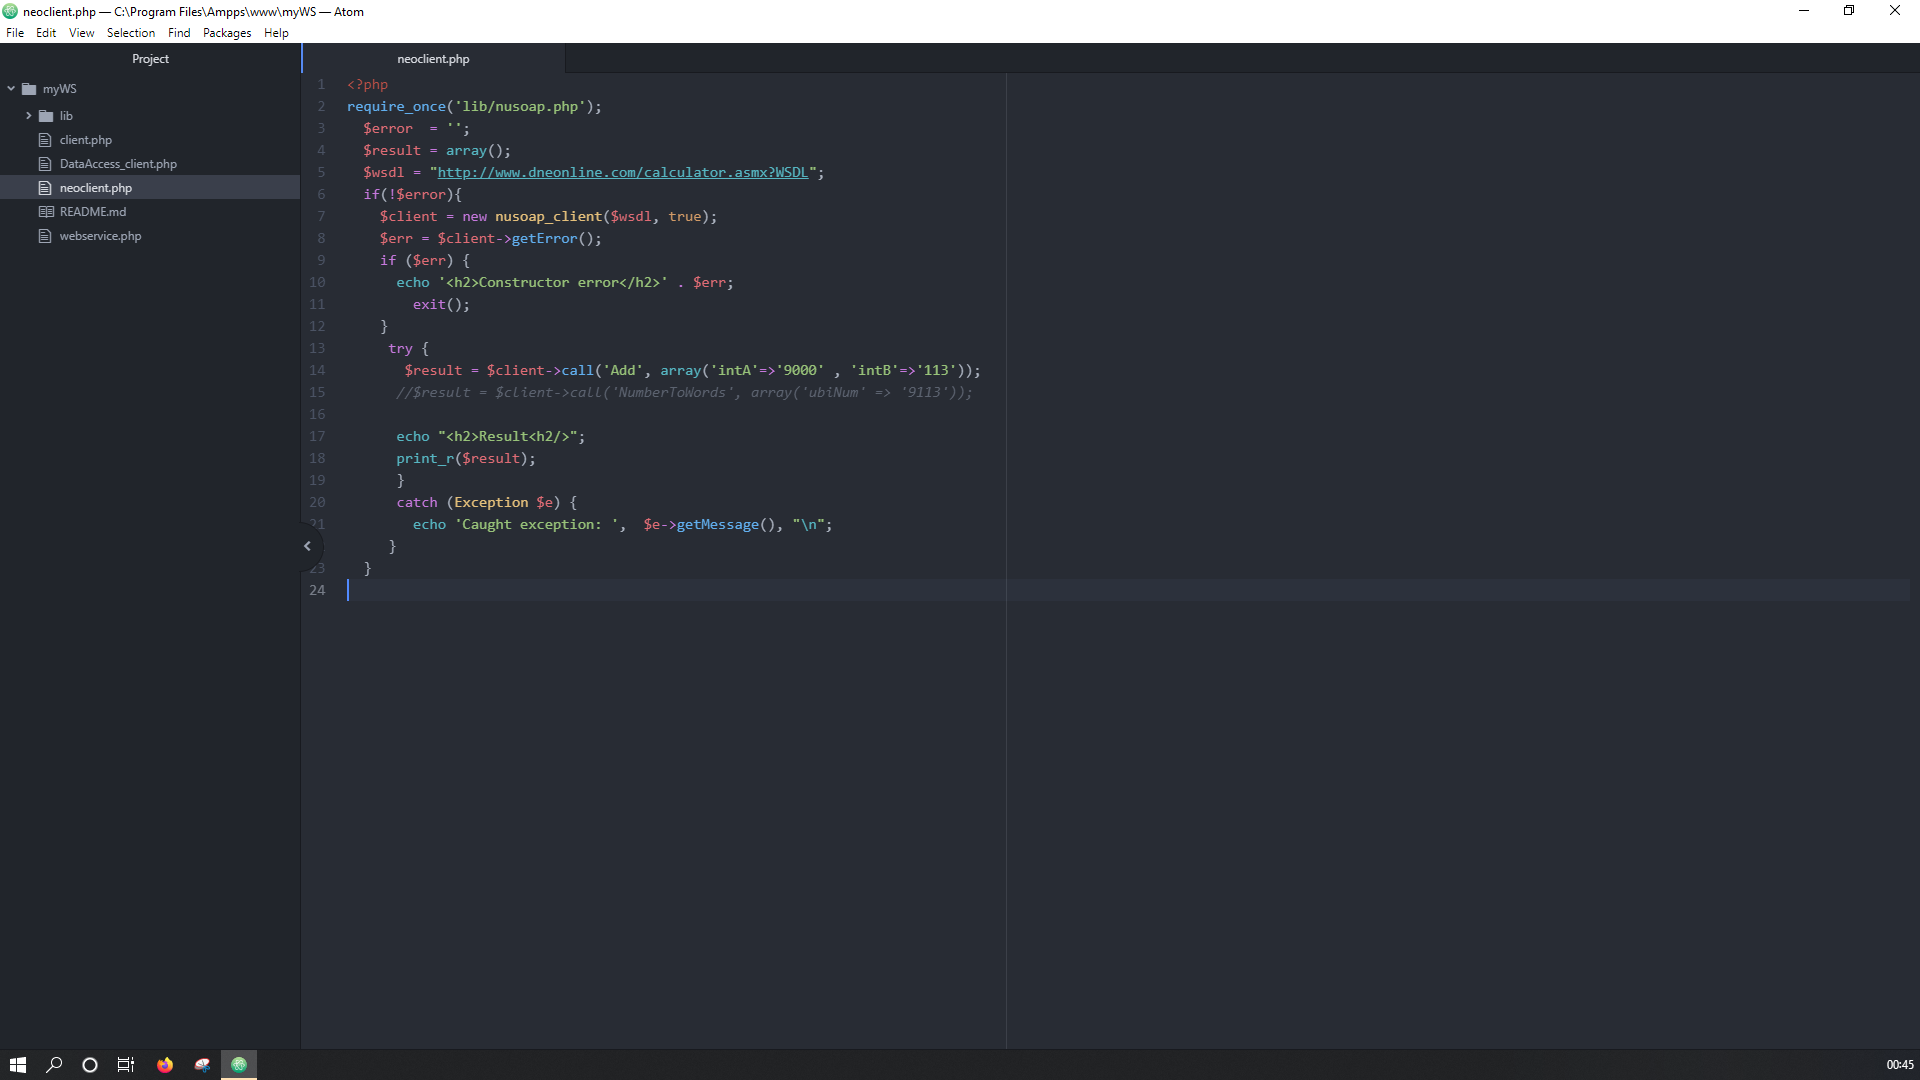 neoclient.php — C:\Program Files\Ampps\www\myWS — Atom
File Edit View Selection Find Packages Help
Project
myWS
lib
client.php
DataAccess_client.php
neoclient.php
README.md
webservice.php
neoclient.php
1 <?php
2 require_once('lib/nusoap.php');
3 $error  = '';
4 $result = array();
5 $wsdl = "http://www.dneonline.com/calculator.asmx?WSDL";
6 if(!$error){
7 $client = new nusoap_client($wsdl, true);
8 $err = $client->getError();
9 if ($err) {
10 echo '<h2>Constructor error</h2>' . $err;
11 exit();
12 }
13 try {
14 $result = $client->call('Add', array('intA'=>'9000' , 'intB'=>'113'));
15 //$result = $client->call('NumberToWords', array('ubiNum' => '9113'));
16
17 echo "<h2>Result<h2/>";
18 print_r($result);
19 }
20 catch (Exception $e) {
21 echo 'Caught exception: ',  $e->getMessage(), "\n";
}
23 }
24
00:45